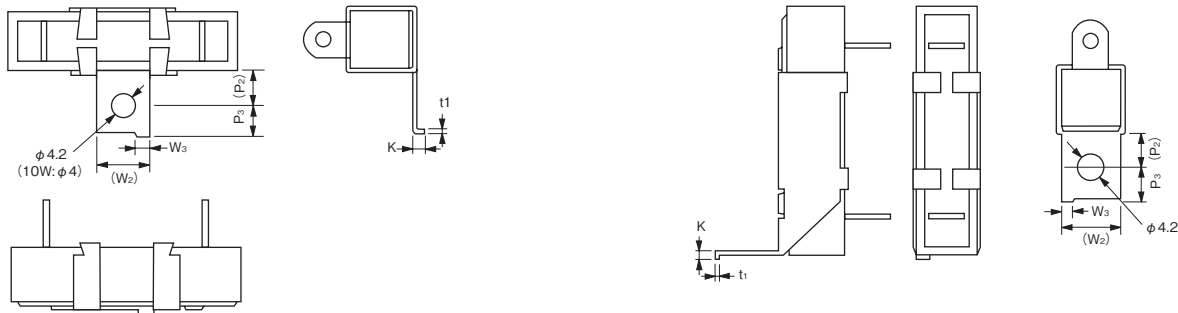 (P2)
P3
t1
K
W3
φ4.2
(10W:φ4)
(W2)
K
t1
(P2)
P3
W3
φ4.2
(W2)